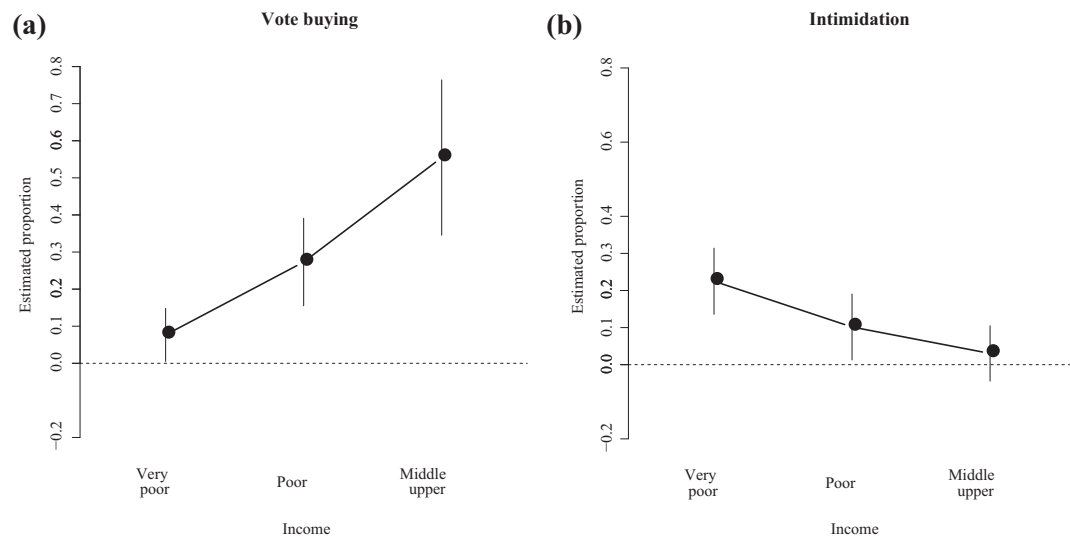 (a)
Vote buying
Estimated proportion
0.8
0.7
0.6
0.5
0.4
0.3
0.2
0.1
0.0
−0.2
Very
poor
Poor
Middle
upper
Income
(b)
Intimidation
Estimated proportion
0.8
0.6
0.4
0.2
0.1
0.0
−0.2
Very
poor
Poor
Middle
upper
Income